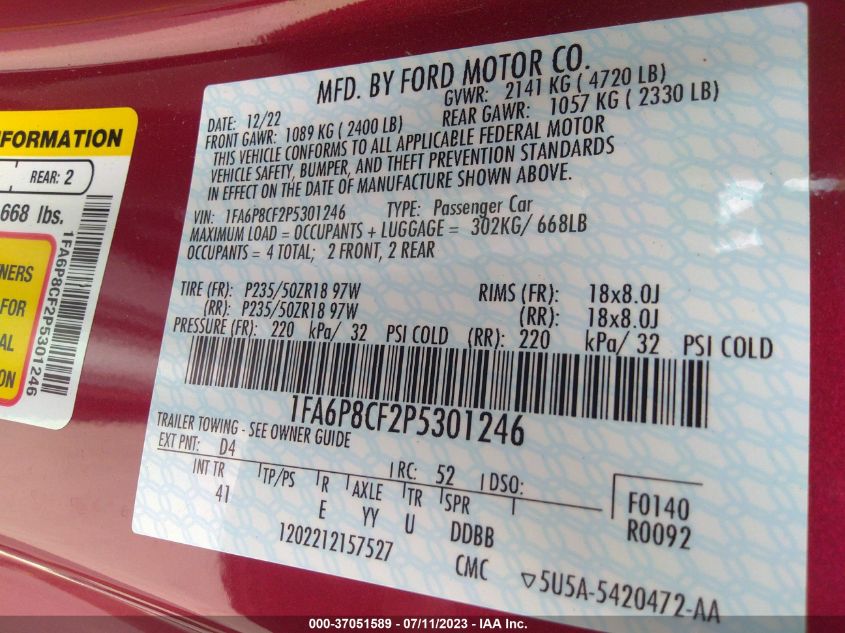 MFD. BY FORD MOTOR CO.
DATE: 12/22 GVWR: 2141 KG ( 4720 LB)
FRONT GAWR: 1089 KG ( 2400 LB) REAR GAWR: 1057 KG ( 2330 LB)
THIS VEHICLE CONFORMS TO ALL APPLICABLE FEDERAL MOTOR
VEHICLE SAFETY, BUMPER, AND THEFT PREVENTION STANDARDS
IN EFFECT ON THE DATE OF MANUFACTURE SHOWN ABOVE.
VIN: 1FA6P8CF2P5301246 TYPE: Passenger Car
MAXIMUM LOAD = OCCUPANTS + LUGGAGE = 302KG/ 668LB
OCCUPANTS = 4 TOTAL; 2 FRONT, 2 REAR
TIRE (FR): P235/50ZR18 97W RIMS (FR): 18x8.0J
(RR): P235/50ZR18 97W (RR): 18x8.0J
PRESSURE (FR): 220 kPa/ 32 PSI COLD (RR): 220 kPa/ 32 PSI COLD
1FA6P8CF2P5301246
TRAILER TOWING - SEE OWNER GUIDE
EXT PNT: D4 RC: 52 DSO:
INT TR TP/PS R AXLE TR SPR
41 E YY U DDBB
F0140
R0092
1202212157527 CMC
▽5U5A-5420472-AA
FORMATION
REAR: 2
668 lbs.
1FA6P8CF2P5301246
NERS
FOR
AL
ON
000-37051589 - 07/11/2023 - IAA Inc.